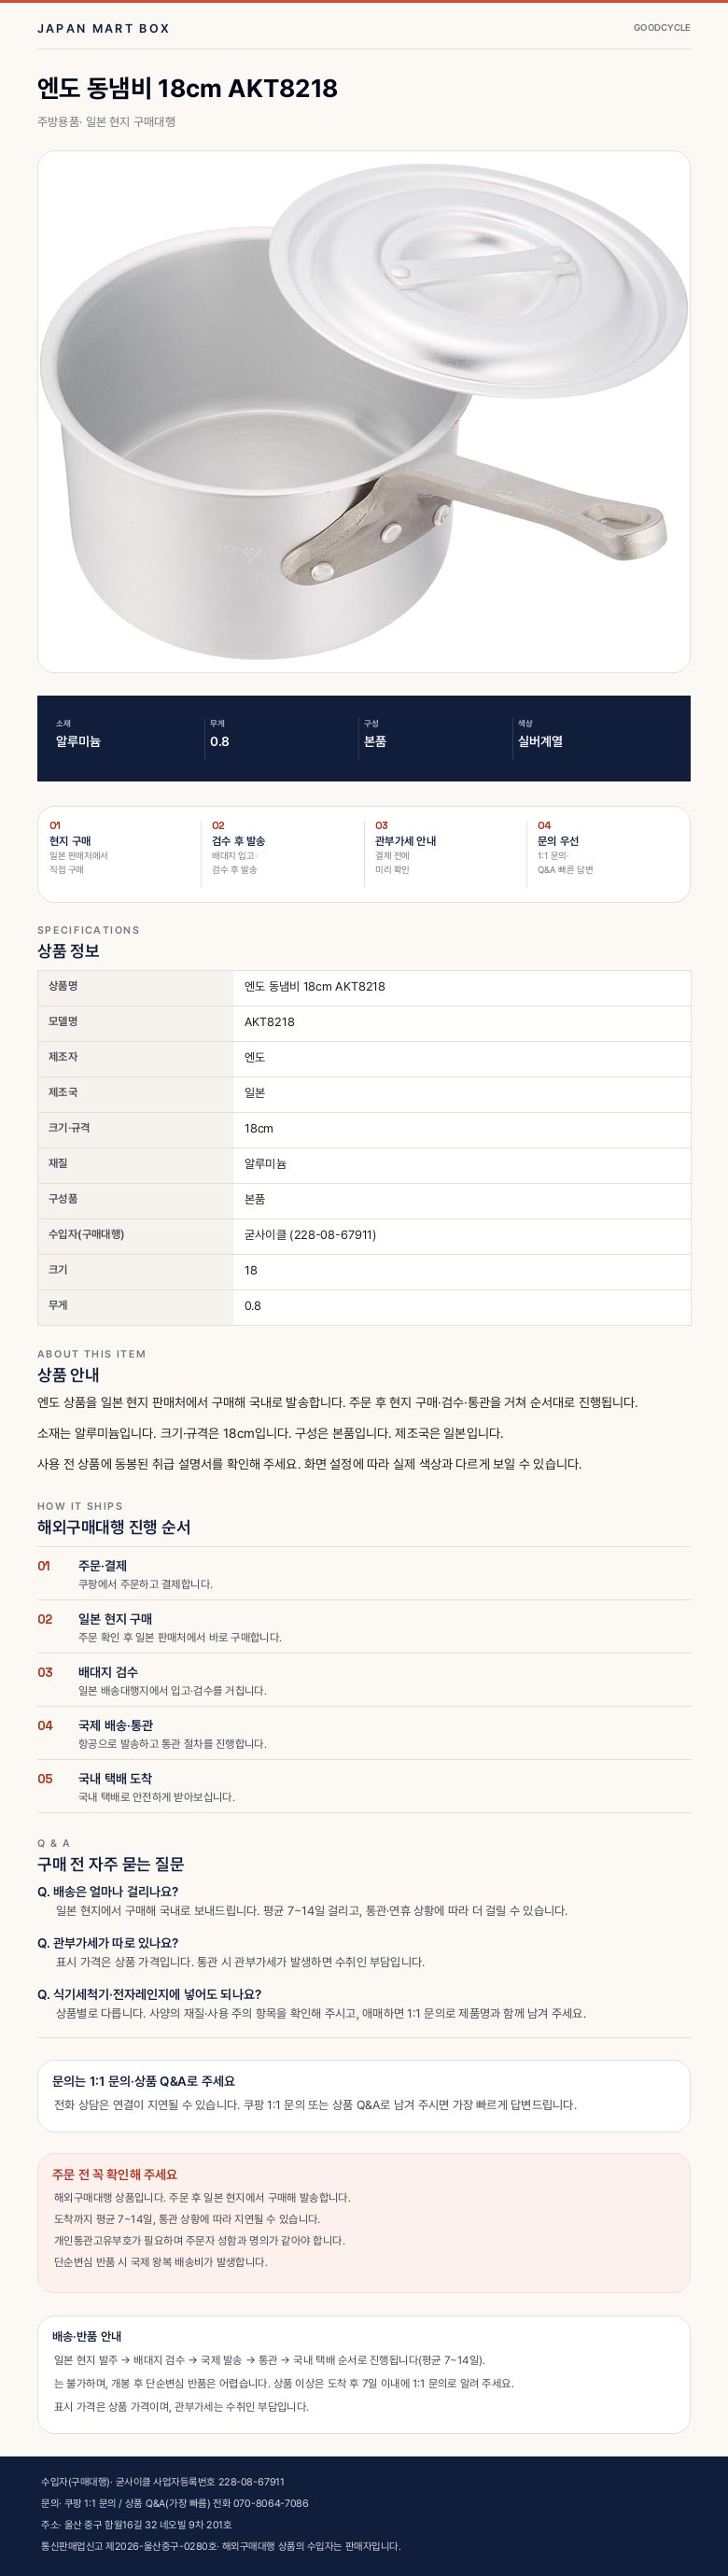 JAPAN MART BOX
GOODCYCLE
엔도 동냄비 18cm AKT8218
주방용품· 일본 현지 구매대행
소재
알루미늄
무게
0.8
구성
본품
색상
실버계열
01
현지 구매
일본 판매처에서
직접 구매
02
검수 후 발송
배대지 입고·
검수 후 발송
03
관부가세 안내
결제 전에
미리 확인
04
문의 우선
1:1 문의·
Q&A 빠른 답변
SPECIFICATIONS
상품 정보
상품명 엔도 동냄비 18cm AKT8218
모델명 AKT8218
제조자 엔도
제조국 일본
크기·규격 18cm
재질 알루미늄
구성품 본품
수입자(구매대행) 굳사이클 (228-08-67911)
크기 18
무게 0.8
ABOUT THIS ITEM
상품 안내
엔도 상품을 일본 현지 판매처에서 구매해 국내로 발송합니다. 주문 후 현지 구매·검수·통관을 거쳐 순서대로 진행됩니다.
소재는 알루미늄입니다. 크기·규격은 18cm입니다. 구성은 본품입니다. 제조국은 일본입니다.
사용 전 상품에 동봉된 취급 설명서를 확인해 주세요. 화면 설정에 따라 실제 색상과 다르게 보일 수 있습니다.
HOW IT SHIPS
해외구매대행 진행 순서
01 주문·결제
쿠팡에서 주문하고 결제합니다.
02 일본 현지 구매
주문 확인 후 일본 판매처에서 바로 구매합니다.
03 배대지 검수
일본 배송대행지에서 입고·검수를 거칩니다.
04 국제 배송·통관
항공으로 발송하고 통관 절차를 진행합니다.
05 국내 택배 도착
국내 택배로 안전하게 받아보십니다.
Q & A
구매 전 자주 묻는 질문
Q. 배송은 얼마나 걸리나요?
일본 현지에서 구매해 국내로 보내드립니다. 평균 7~14일 걸리고, 통관·연휴 상황에 따라 더 걸릴 수 있습니다.
Q. 관부가세가 따로 있나요?
표시 가격은 상품 가격입니다. 통관 시 관부가세가 발생하면 수취인 부담입니다.
Q. 식기세척기·전자레인지에 넣어도 되나요?
상품별로 다릅니다. 사양의 재질·사용 주의 항목을 확인해 주시고, 애매하면 1:1 문의로 제품명과 함께 남겨 주세요.
문의는 1:1 문의·상품 Q&A로 주세요
전화 상담은 연결이 지연될 수 있습니다. 쿠팡 1:1 문의 또는 상품 Q&A로 남겨 주시면 가장 빠르게 답변드립니다.
주문 전 꼭 확인해 주세요
해외구매대행 상품입니다. 주문 후 일본 현지에서 구매해 발송합니다.
도착까지 평균 7~14일, 통관 상황에 따라 지연될 수 있습니다.
개인통관고유부호가 필요하며 주문자 성함과 명의가 같아야 합니다.
단순변심 반품 시 국제 왕복 배송비가 발생합니다.
배송·반품 안내
일본 현지 발주 → 배대지 검수 → 국제 발송 → 통관 → 국내 택배 순서로 진행됩니다(평균 7~14일).
는 불가하며, 개봉 후 단순변심 반품은 어렵습니다. 상품 이상은 도착 후 7일 이내에 1:1 문의로 알려 주세요.
표시 가격은 상품 가격이며, 관부가세는 수취인 부담입니다.
수입자(구매대행)· 굳사이클 사업자등록번호 228-08-67911
문의· 쿠팡 1:1 문의 / 상품 Q&A(가장 빠름) 전화 070-8064-7086
주소· 울산 중구 함월16길 32 네오빌 9차 201호
통신판매업신고 제2026-울산중구-0280호· 해외구매대행 상품의 수입자는 판매자입니다.